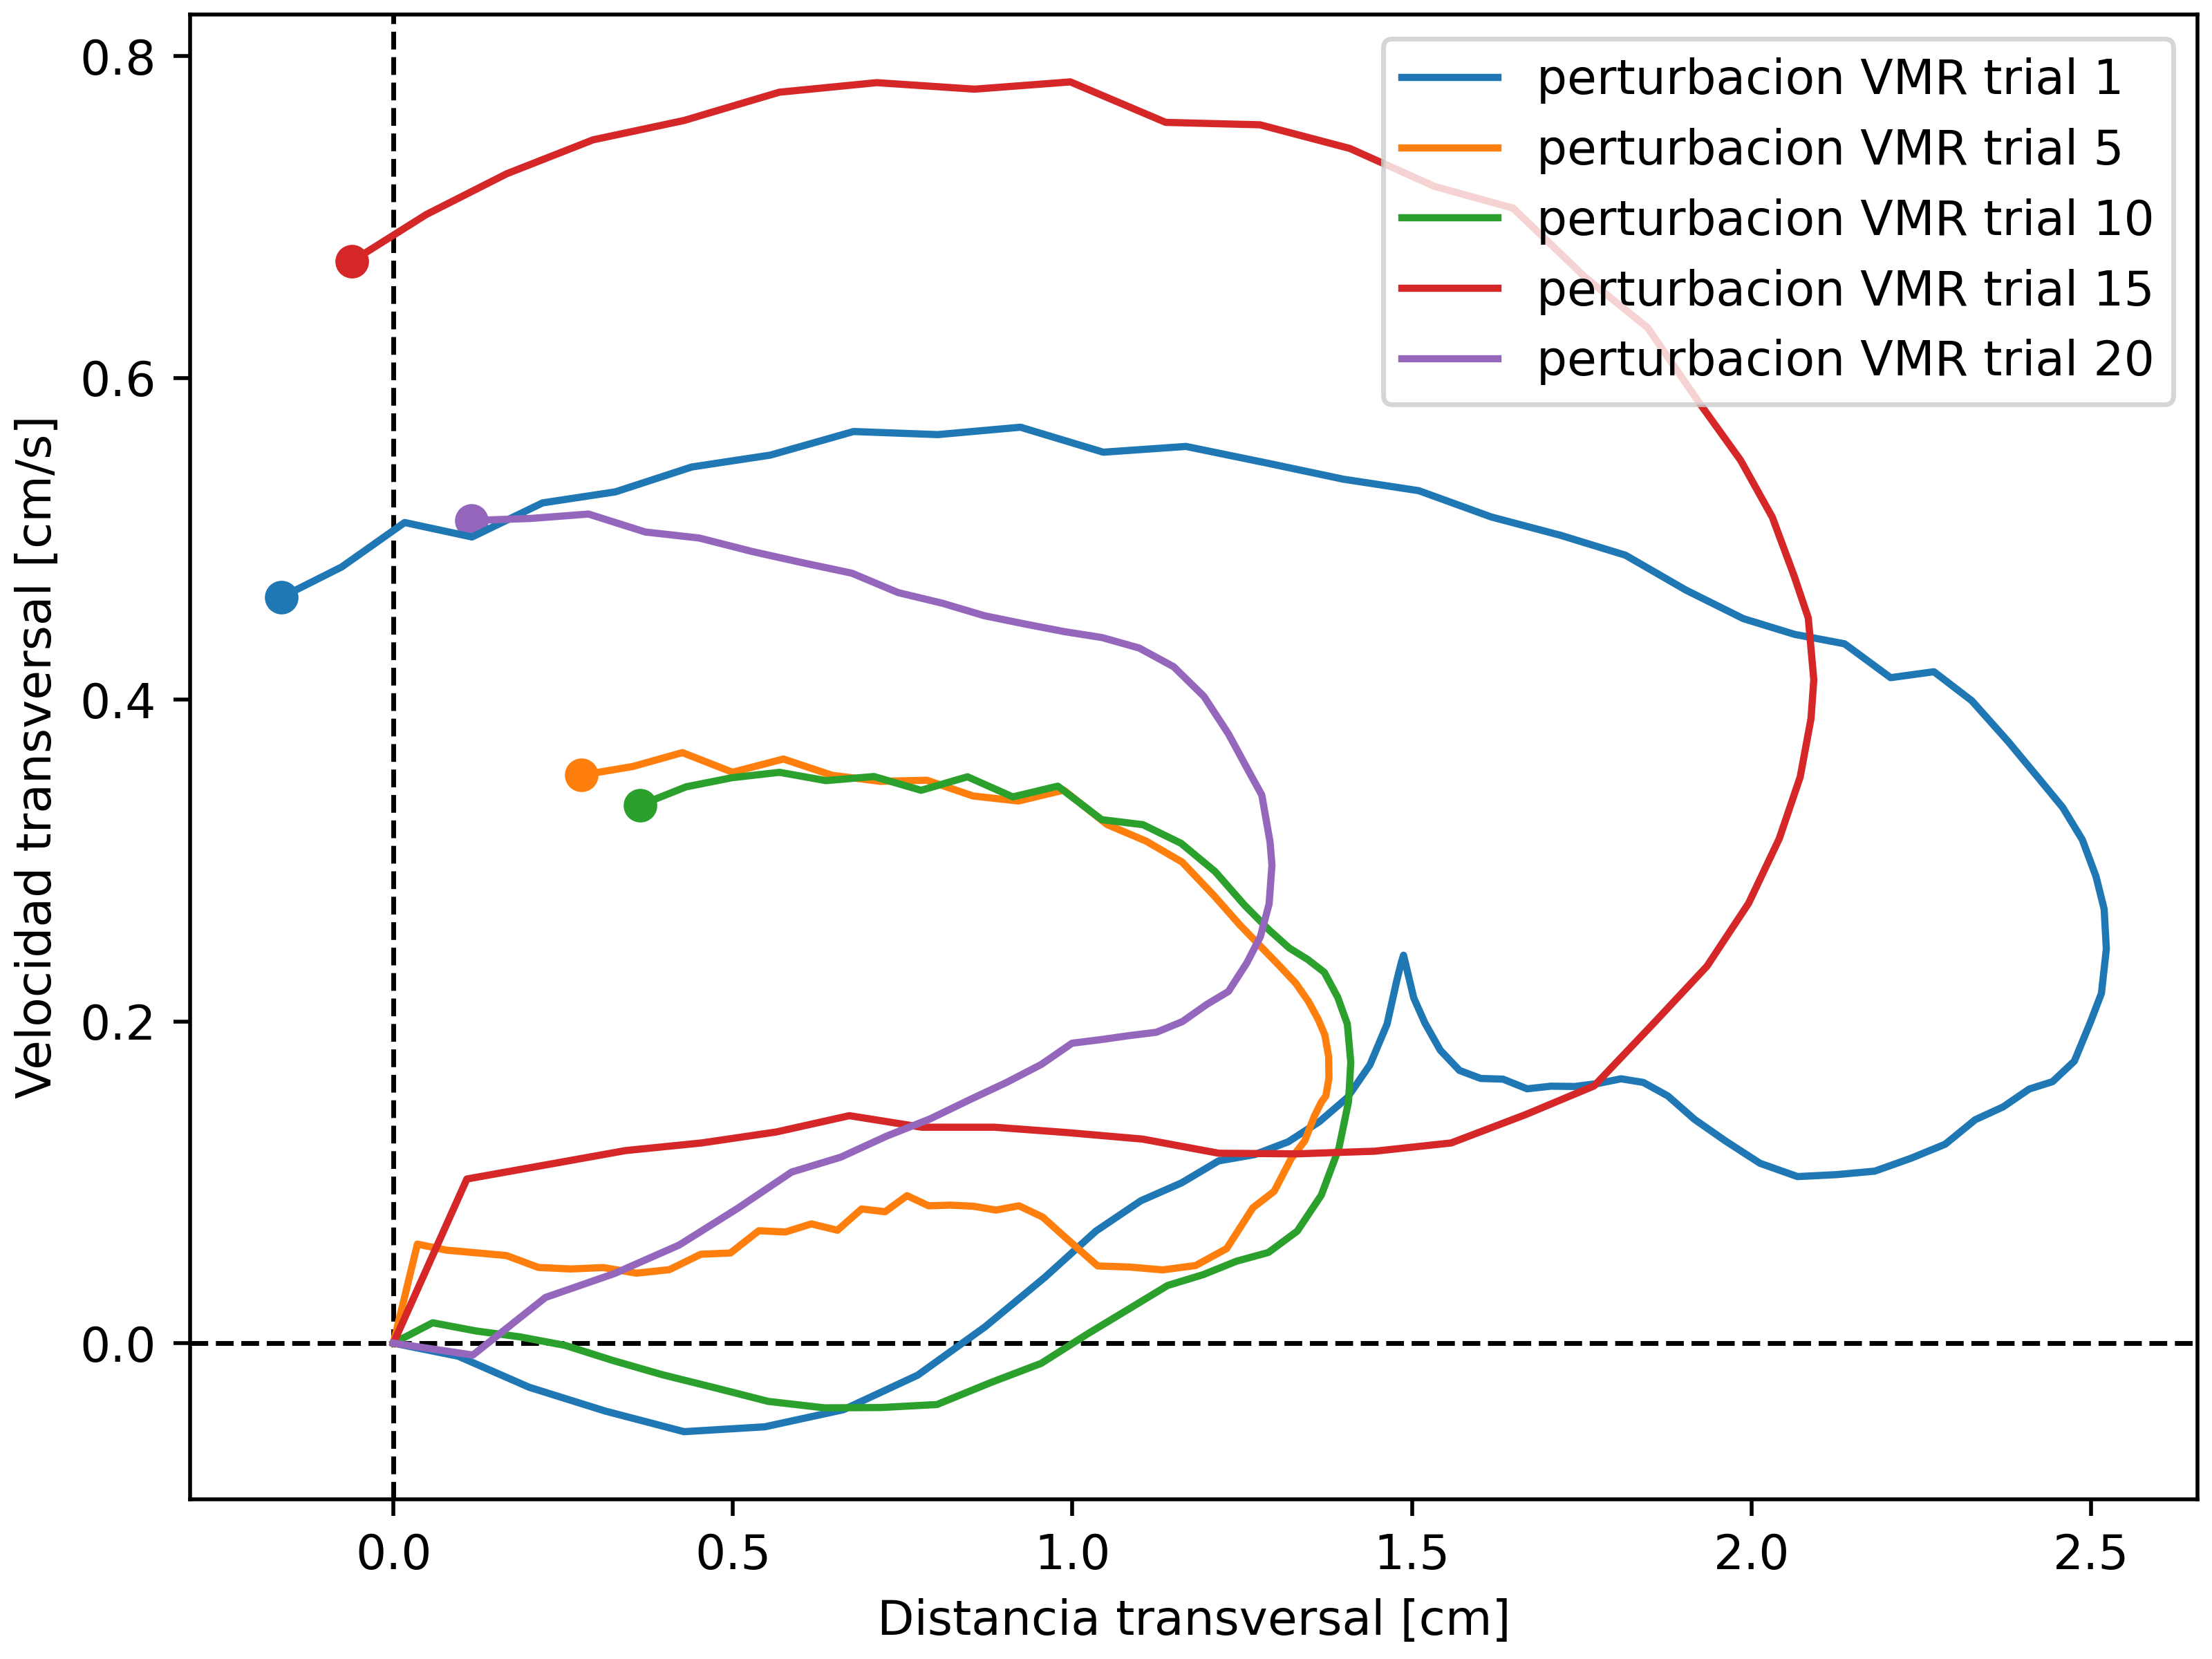 0.8
0.6
0.4
0.2
0.0
Velocidad transversal [cm/s]
perturbacion VMR trial 1
perturbacion VMR trial 5
perturbacion VMR trial 10
perturbacion VMR trial 15
perturbacion VMR trial 20
0.0 0.5 1.0 1.5 2.0 2.5
Distancia transversal [cm]